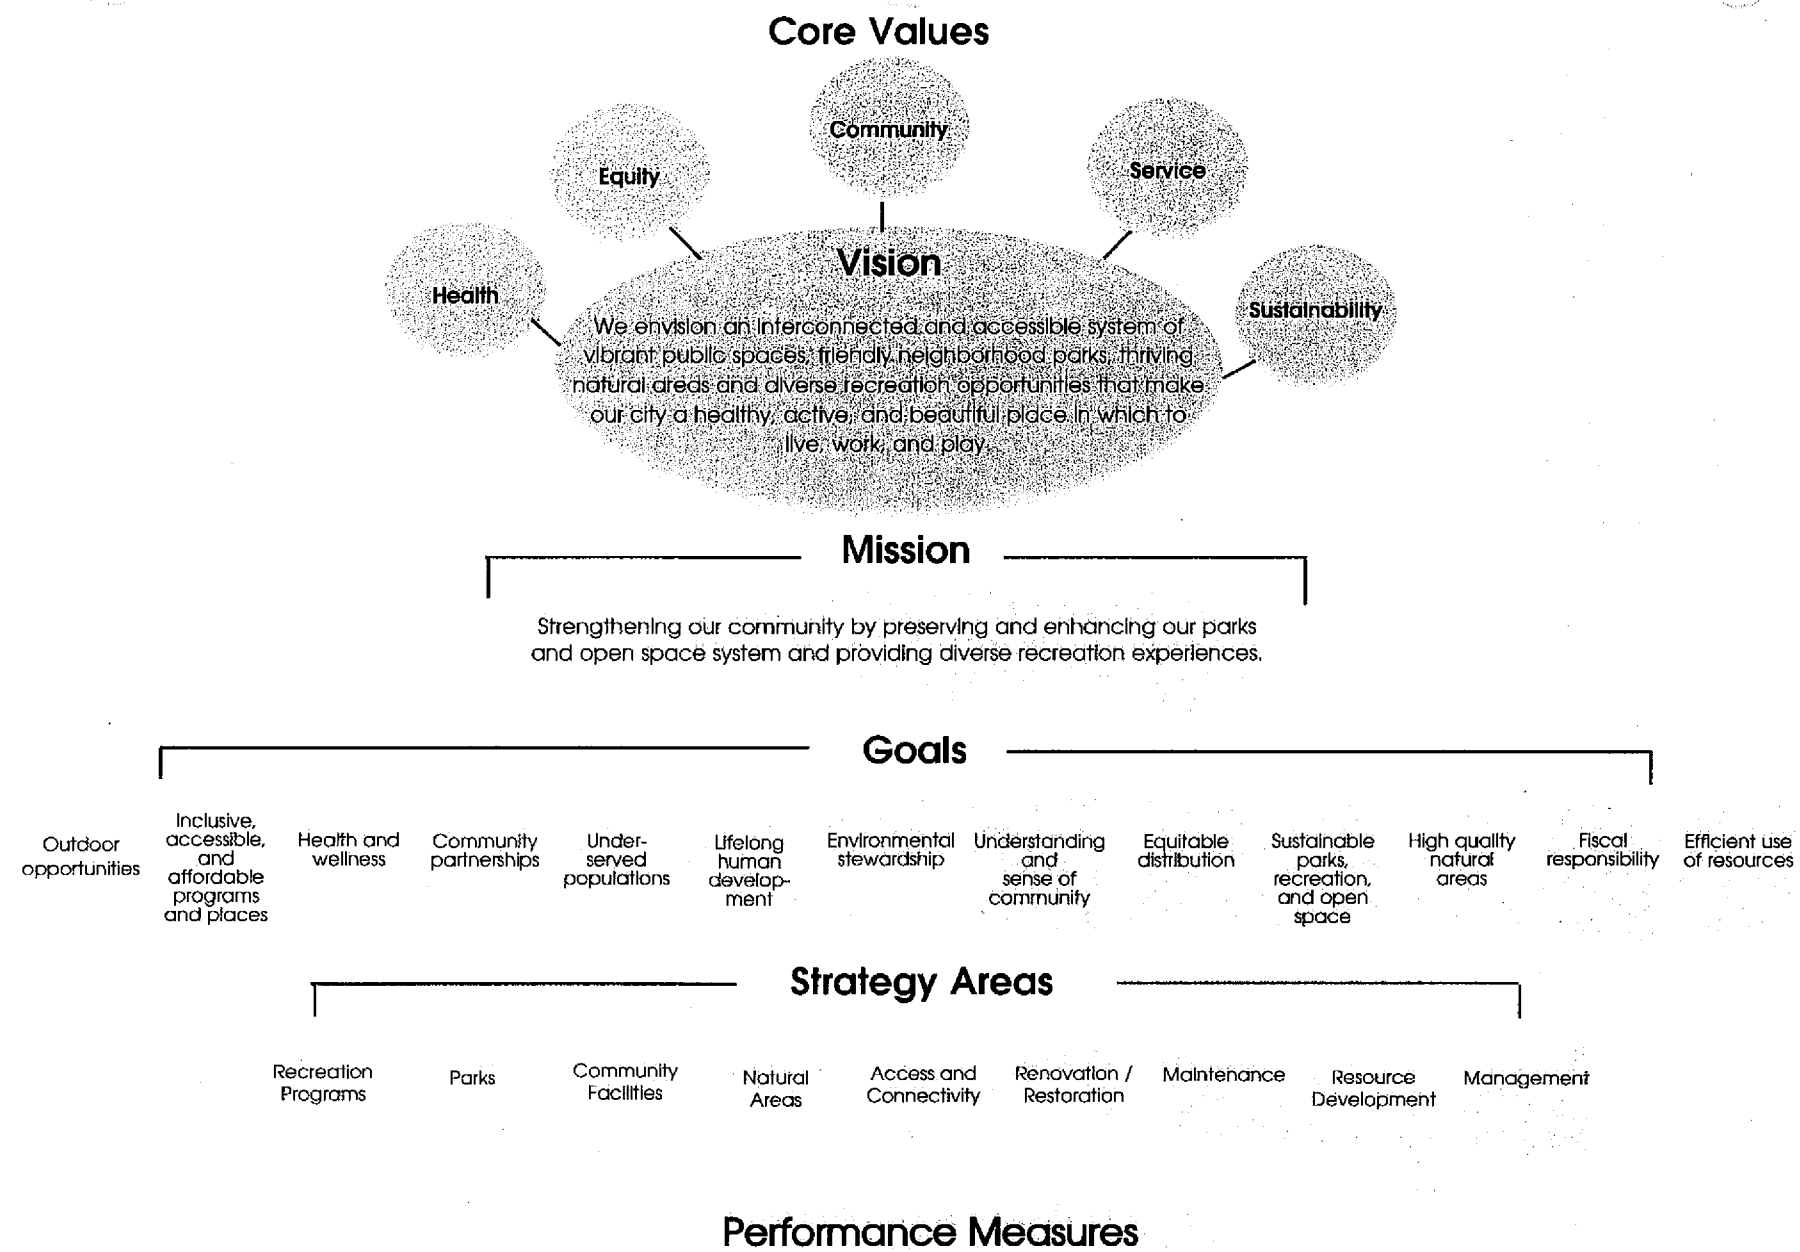 Core Values
Community
Equity
Service
Health
Sustainability
Vision
We envision an interconnected and accessible system of
vibrant public spaces, friendly neighborhood parks, thriving
natural areas and diverse recreation opportunities that make
our city a healthy, active, and beautiful place in which to
live, work, and play.
Mission
Strengthening our community by preserving and enhancing our parks
and open space system and providing diverse recreation experiences.
Goals
Outdoor
opportunities
Inclusive,
accessible,
and
affordable
programs
and places
Health and
wellness
Community
partnerships
Under-
served
populations
Lifelong
human
develop-
ment
Environmental
stewardship
Understanding
and
sense of
community
Equitable
distribution
Sustainable
parks,
recreation,
and open
space
High quality
natural
areas
Fiscal
responsibility
Efficient use
of resources
Strategy Areas
Recreation
Programs
Parks
Community
Facilities
Natural
Areas
Access and
Connectivity
Renovation /
Restoration
Maintenance
Resource
Development
Management
Performance Measures